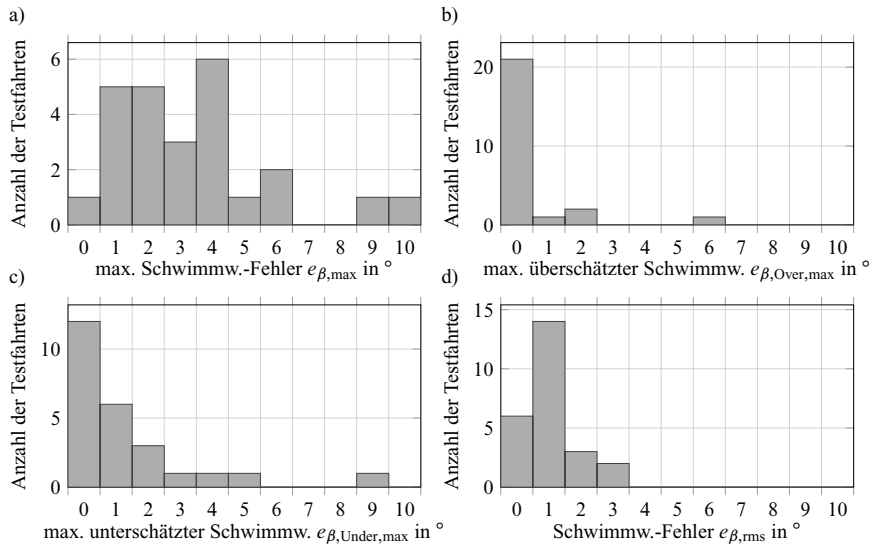 a)
Anzahl der Testfahrten
6
4
2
0
0 1 2 3 4 5 6 7 8 9 10
max. Schwimmw.-Fehler eβ,max in °
b)
Anzahl der Testfahrten
20
10
0
0 1 2 3 4 5 6 7 8 9 10
max. überschätzter Schwimmw. eβ,Over,max in °
c)
Anzahl der Testfahrten
10
5
0
0 1 2 3 4 5 6 7 8 9 10
max. unterschätzter Schwimmw. eβ,Under,max in °
d)
Anzahl der Testfahrten
15
10
5
0
0 1 2 3 4 5 6 7 8 9 10
Schwimmw.-Fehler eβ,rms in °